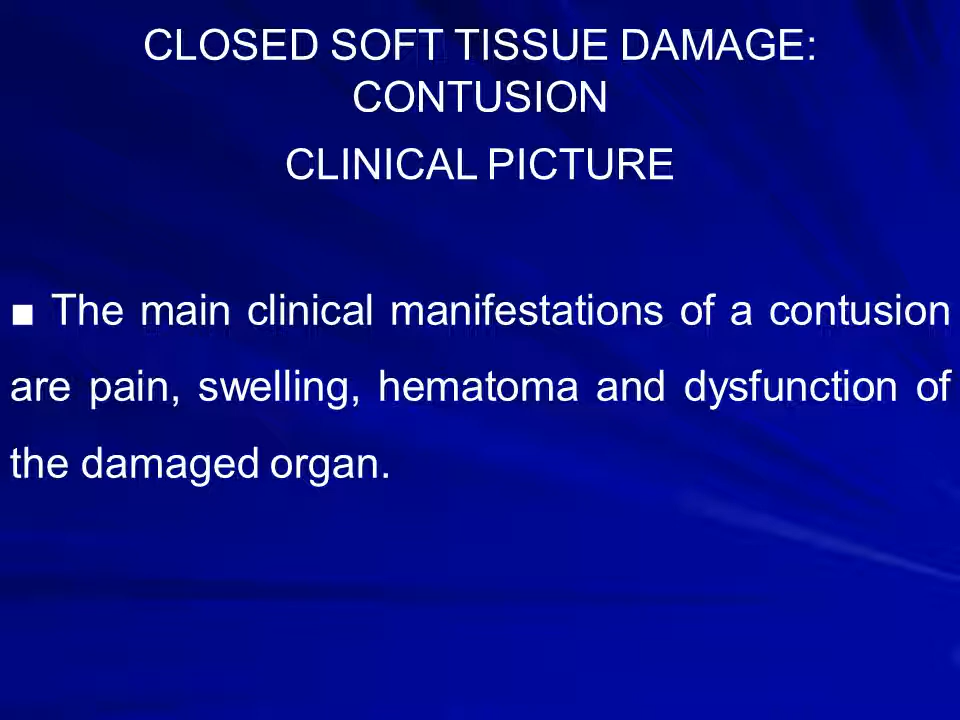 CLOSED SOFT TISSUE DAMAGE:
CONTUSION
CLINICAL PICTURE
■ The main clinical manifestations of a contusion
are pain, swelling, hematoma and dysfunction of
the damaged organ.